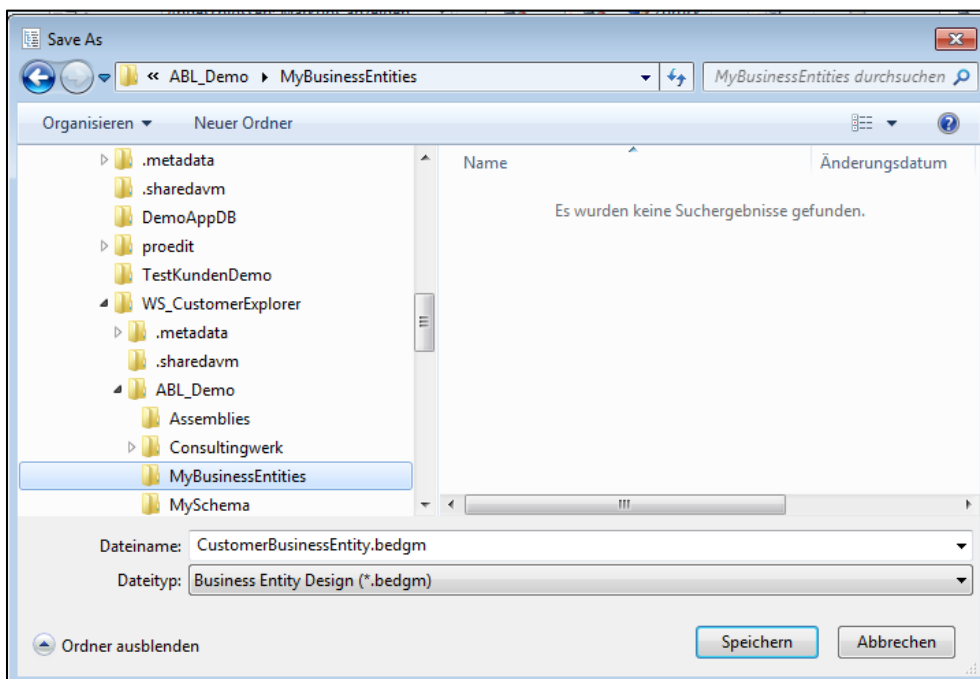 Save As
« ABL_Demo MyBusinessEntities MyBusinessEntities durchsuchen
Organisieren Neuer Ordner
.metadata
.sharedavm
DemoAppDB
proedit
TestKundenDemo
WS_CustomerExplorer
.metadata
.sharedavm
ABL_Demo
Assemblies
Consultingwerk
MyBusinessEntities
MySchema
Name Änderungsdatum
Es wurden keine Suchergebnisse gefunden.
Dateiname: CustomerBusinessEntity.bedgm
Dateityp: Business Entity Design (*.bedgm)
Ordner ausblenden Speichern Abbrechen